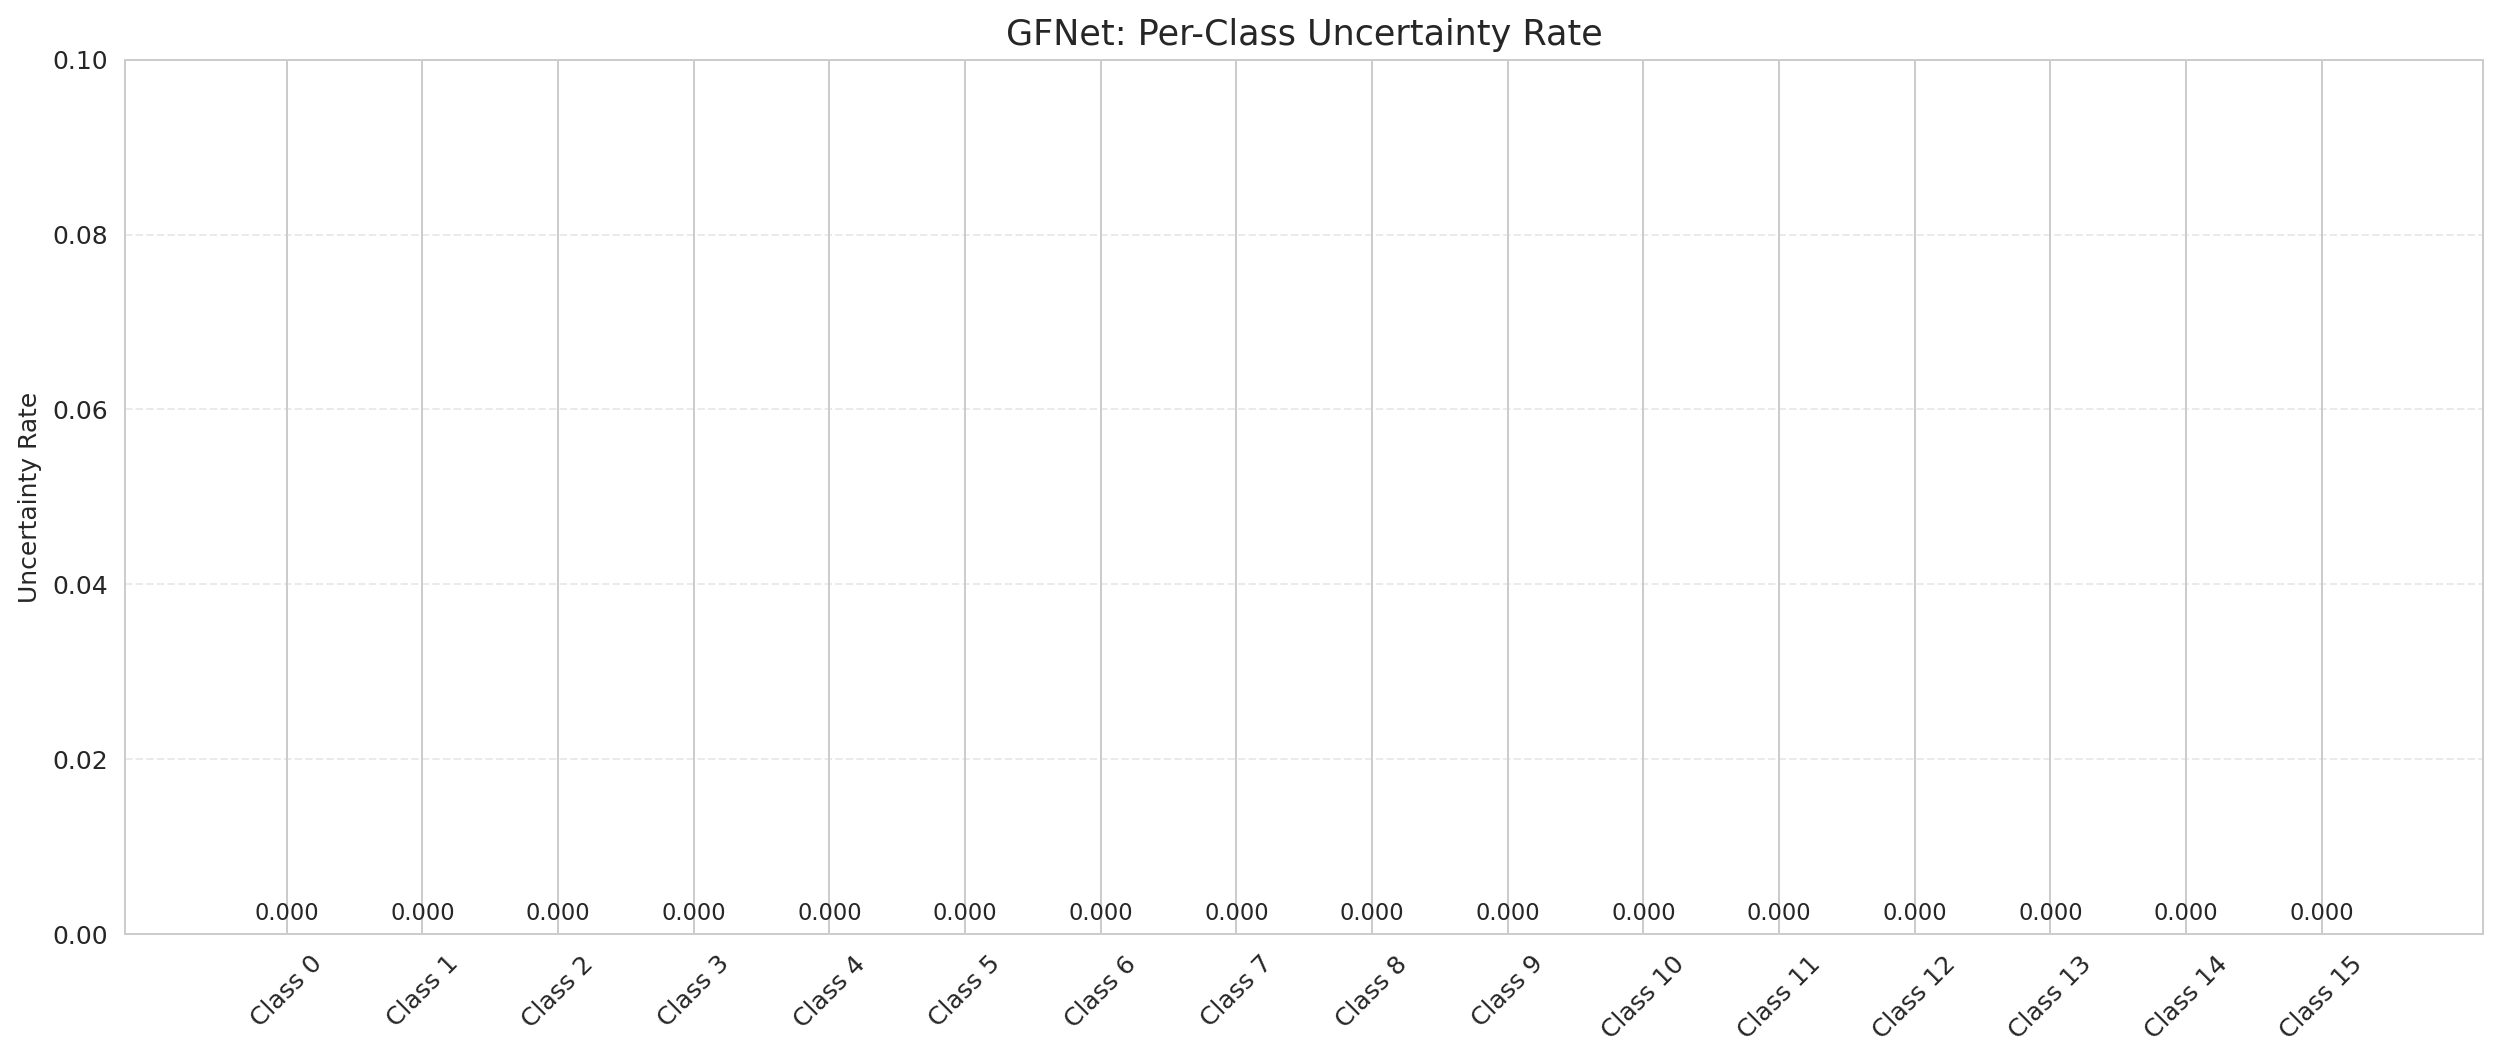 GFNet: Per-Class Uncertainty Rate
0.10
0.08
0.06
0.04
0.02
0.00
Uncertainty Rate
0.000 0.000 0.000 0.000 0.000 0.000 0.000 0.000 0.000 0.000 0.000 0.000 0.000 0.000 0.000 0.000
Class 0 Class 1 Class 2 Class 3 Class 4 Class 5 Class 6 Class 7 Class 8 Class 9 Class 10 Class 11 Class 12 Class 13 Class 14 Class 15